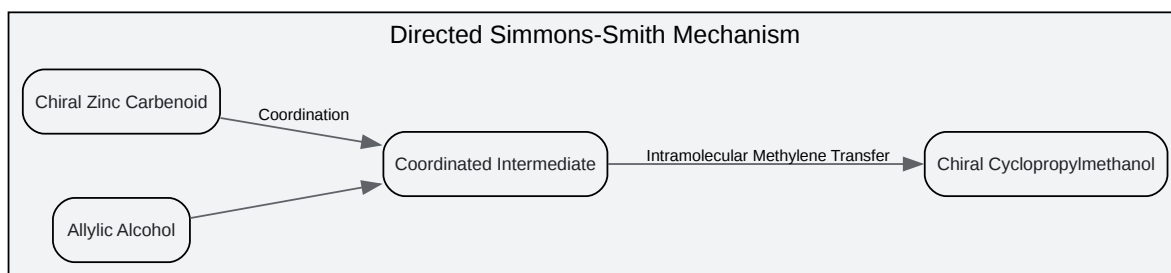 Directed Simmons-Smith Mechanism
Chiral Zinc Carbenoid
Coordination
Coordinated Intermediate
Intramolecular Methylene Transfer
Chiral Cyclopropylmethanol
Allylic Alcohol